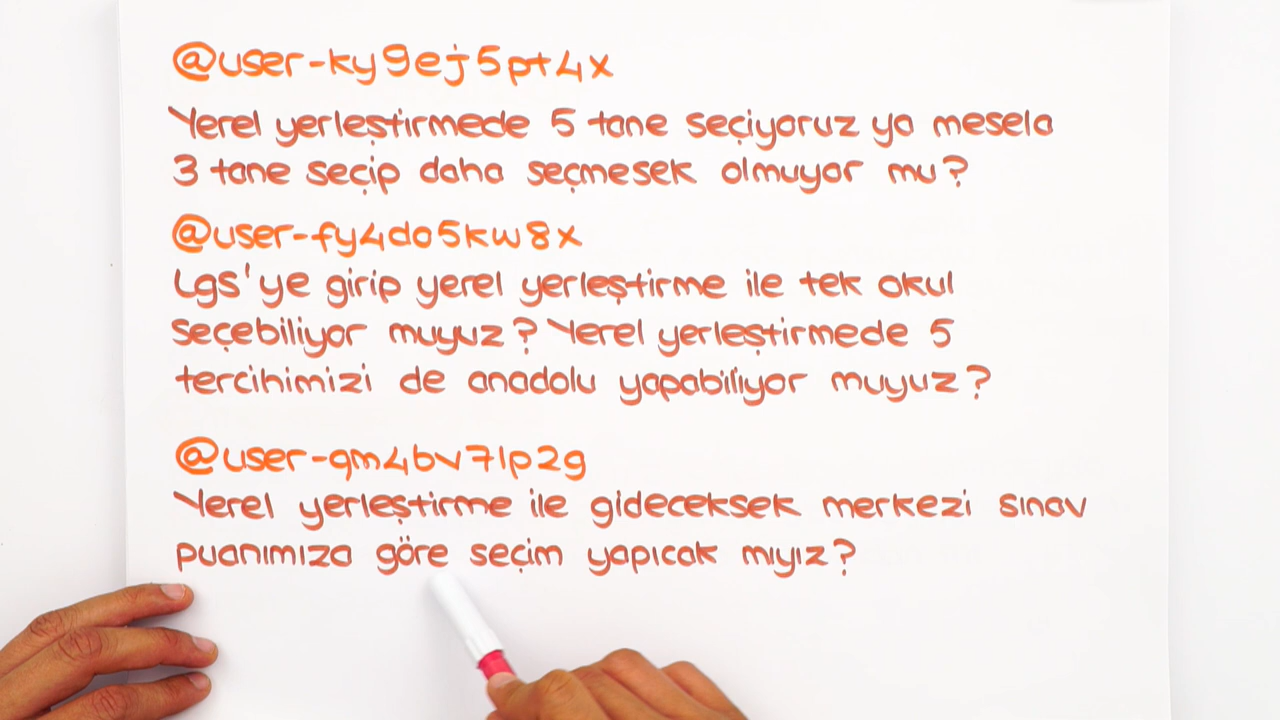 @user-ky9ej5pt4x
Yerel yerleştirmede 5 tane seçiyoruz ya mesela
3 tane seçip daha seçmesek olmuyor mu?
@user-fy4do5kw8x
Lgs'ye girip yerel yerleştirme ile tek okul
seçebiliyor muyuz? Yerel yerleştirmede 5
tercihimizi de anadolu yapabiliyor muyuz?
@user-qm4bv7lp2g
Yerel yerleştirme ile gideceksek merkezi sınav
puanımıza göre seçim yapıcak mıyız?